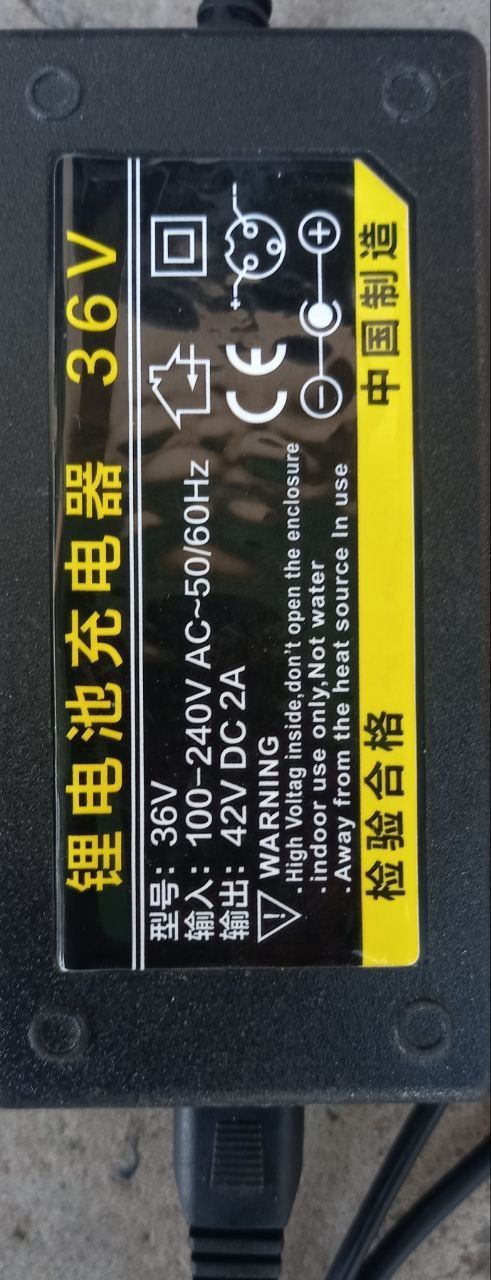 锂电池充电器 36V
型号：36V
输入：100-240V AC~50/60Hz
输出：42V DC 2A
WARNING
.High Voltag inside,don't open the enclosure
.indoor use only,Not water
.Away from the heat source In use
CE
检验合格 中国制造